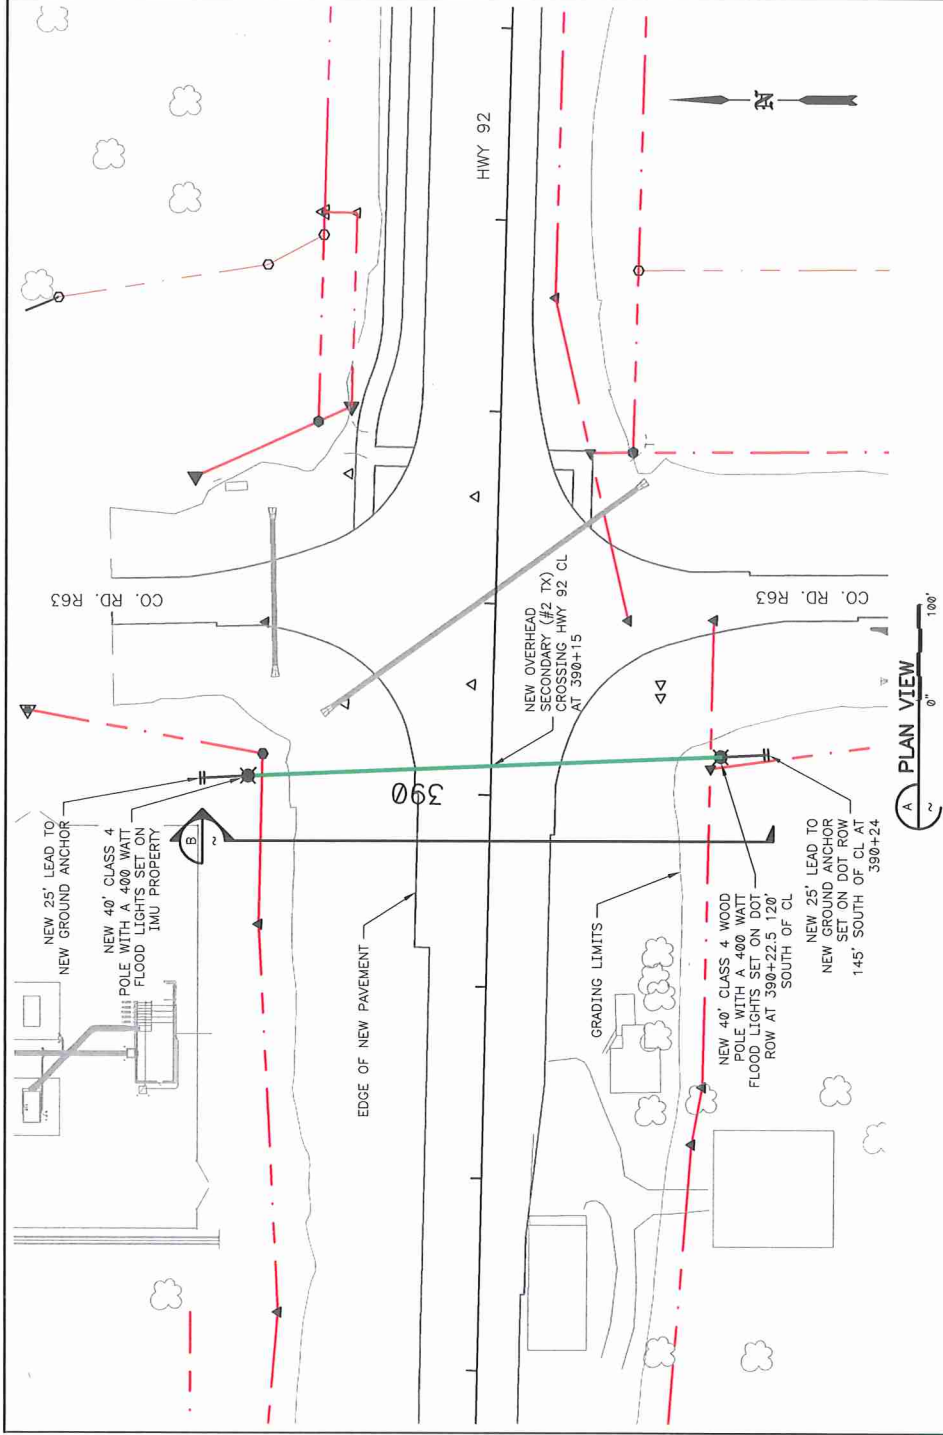 NEW 25' LEAD TO
NEW GROUND ANCHOR
NEW 40' CLASS 4
POLE WITH A 400 WATT
FLOOD LIGHTS SET ON
IMU PROPERTY
B
~
EDGE OF NEW PAVEMENT
390
CO. RD. R63
HWY 92
N
NEW OVERHEAD
SECONDARY (#2 TX)
CROSSING HWY 92 CL
AT 390+15
GRADING LIMITS
NEW 40' CLASS 4 WOOD
POLE WITH A 400 WATT
FLOOD LIGHTS SET ON DOT
ROW AT 390+22.5 120'
SOUTH OF CL
NEW 25' LEAD TO
NEW GROUND ANCHOR
SET ON DOT ROW
145' SOUTH OF CL AT
390+24
CO. RD. R63
A
~
PLAN VIEW
0"
100'